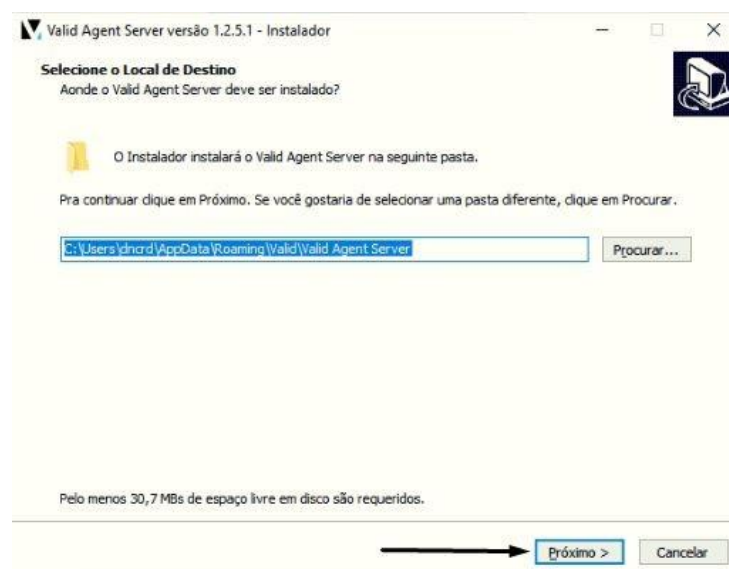 Valid Agent Server versão 1.2.5.1 - Instalador
Selecione o Local de Destino
Aonde o Valid Agent Server deve ser instalado?
O Instalador instalará o Valid Agent Server na seguinte pasta.
Pra continuar clique em Próximo. Se você gostaria de selecionar uma pasta diferente, clique em Procurar.
C:\Users\dncrd\AppData\Roaming\Valid\Valid Agent Server
Procurar...
Pelo menos 30,7 MBs de espaço livre em disco são requeridos.
Próximo >
Cancelar